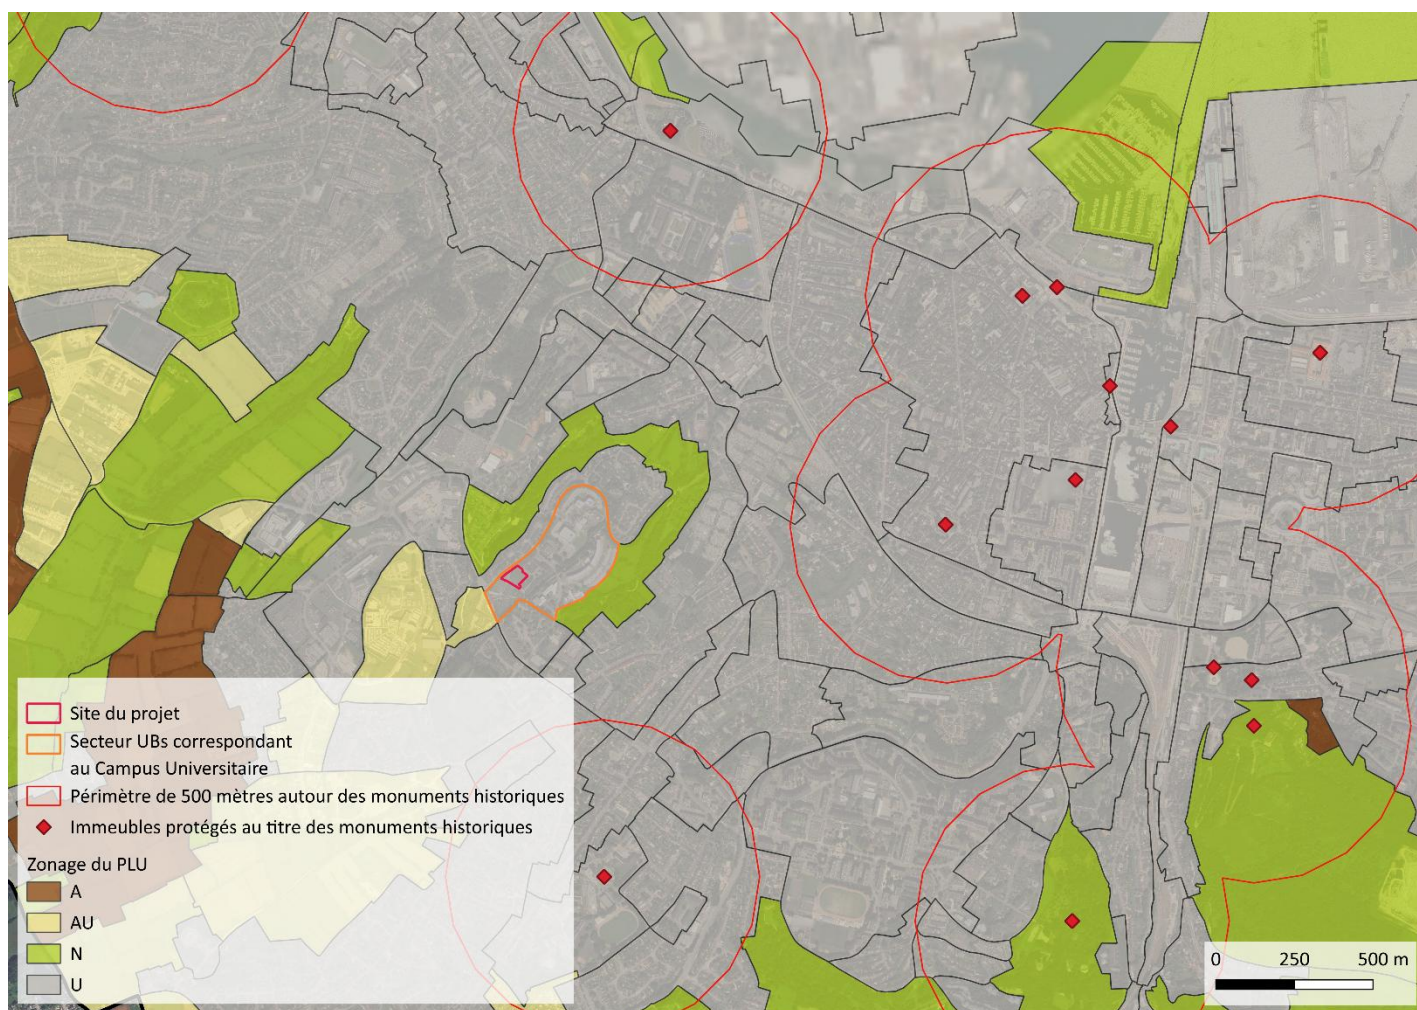 Site du projet
Secteur UBs correspondant
au Campus Universitaire
Périmètre de 500 mètres autour des monuments historiques
Immeubles protégés au titre des monuments historiques
Zonage du PLU
A
AU
N
U
0 250 500 m